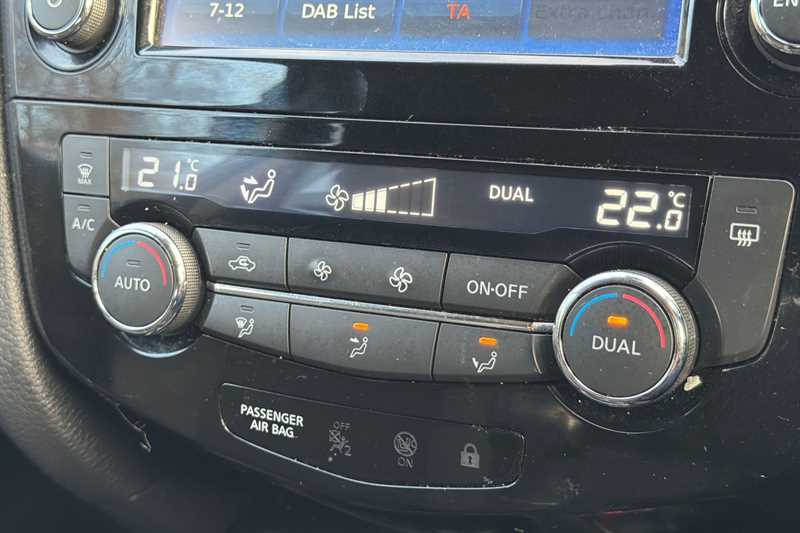 7-12
DAB List
TA
MAX
21.0 °C
DUAL
22.0 °C
A/C
AUTO
ON·OFF
DUAL
PASSENGER
AIR BAG
OFF
2
ON